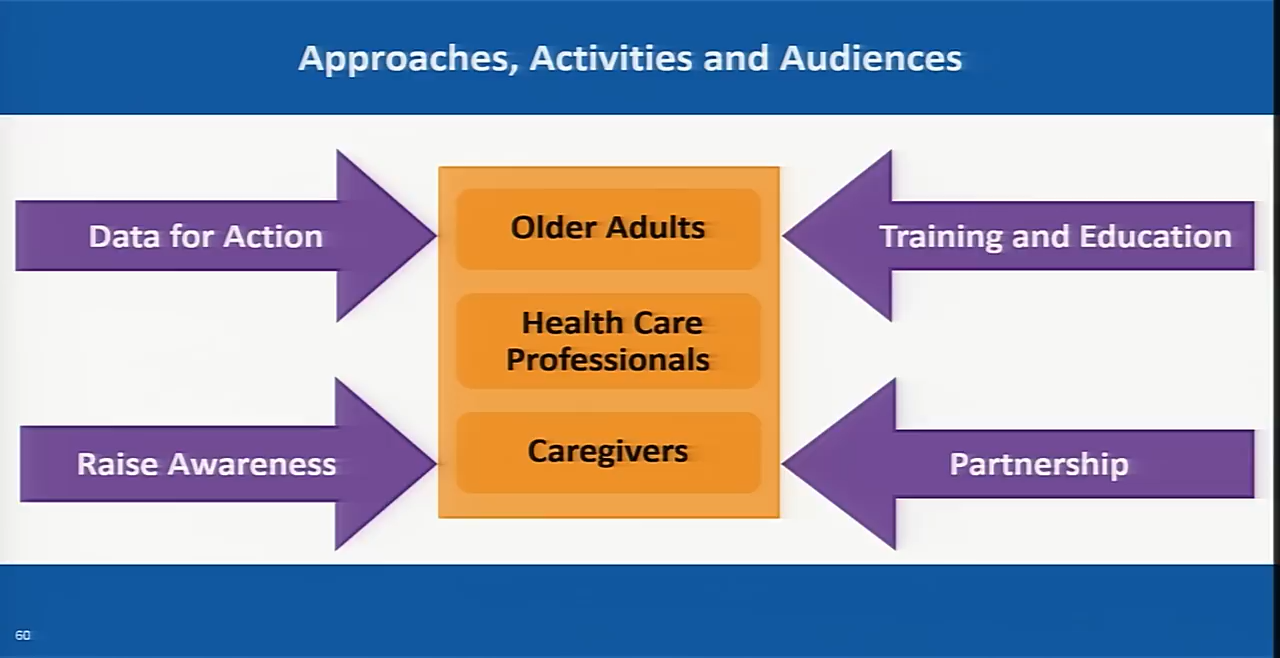 Approaches, Activities and Audiences
Data for Action
Older Adults
Training and Education
Health Care
Professionals
Raise Awareness
Caregivers
Partnership
60